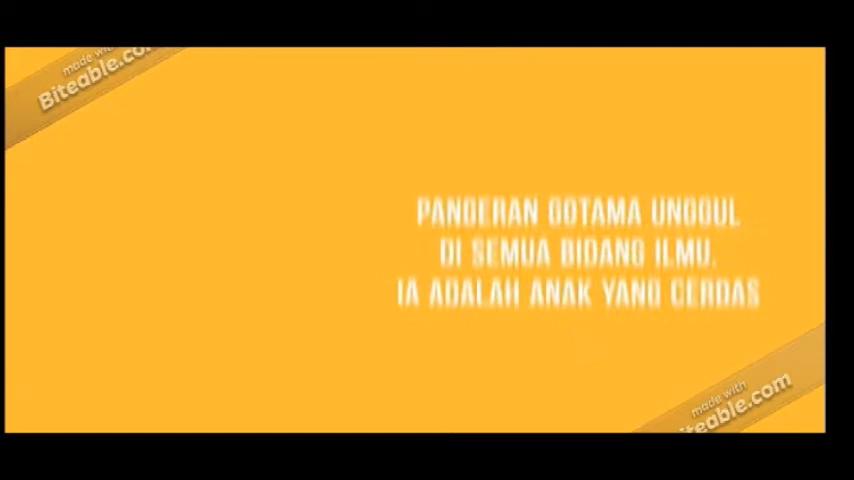 made with
Biteable.co
PANGERAN GOTAMA UNGGUL
DI SEMUA BIDANG ILMU.
IA ADALAH ANAK YANG CERDAS
made with
iteable.com